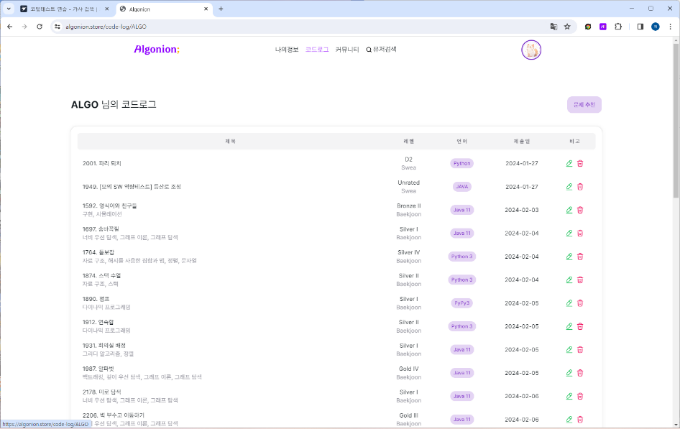 코딩테스트 연습 - 가사 검색 |
Algonion
algonion.store/code-log/ALGO
Algonion:
나의정보 코드로그 커뮤니티 유저검색
ALGO 님의 코드로그
문제 추가
제목 레벨 언어 제출일 비고
2001. 파리 퇴치 D2 Swea Python 2024-01-27
1949. [모의 SW 역량테스트] 등산로 조성 Unrated Swea JAVA 2024-01-27
1592. 영식이와 친구들 Bronze II Java 11 2024-02-03
구현, 시뮬레이션 Baekjoon
1697. 숨바꼭질 Silver I Java 11 2024-02-04
너비 우선 탐색, 그래프 이론, 그래프 탐색 Baekjoon
1764. 듣보잡 Silver IV Python 3 2024-02-04
자료 구조, 해시를 사용한 집합과 맵, 정렬, 문자열 Baekjoon
1874. 스택 수열 Silver II Python 3 2024-02-04
자료 구조, 스택 Baekjoon
1890. 점프 Silver I PyPy3 2024-02-05
다이나믹 프로그래밍 Baekjoon
1912. 연속합 Silver II Python 3 2024-02-05
다이나믹 프로그래밍 Baekjoon
1931. 회의실 배정 Silver I Java 11 2024-02-05
그리디 알고리즘, 정렬 Baekjoon
1987. 알파벳 Gold IV Java 11 2024-02-06
백트래킹, 깊이 우선 탐색, 그래프 이론, 그래프 탐색 Baekjoon
2178. 미로 탐색 Silver I Java 11 2024-02-06
너비 우선 탐색, 그래프 이론, 그래프 탐색 Baekjoon
2206. 벽 부수고 이동하기 Gold III Java 11 2024-02-06
우선 탐색, 그래프 이론, 그래프 탐색 Baekjoon
https://algonion.store/code-log/ALGO